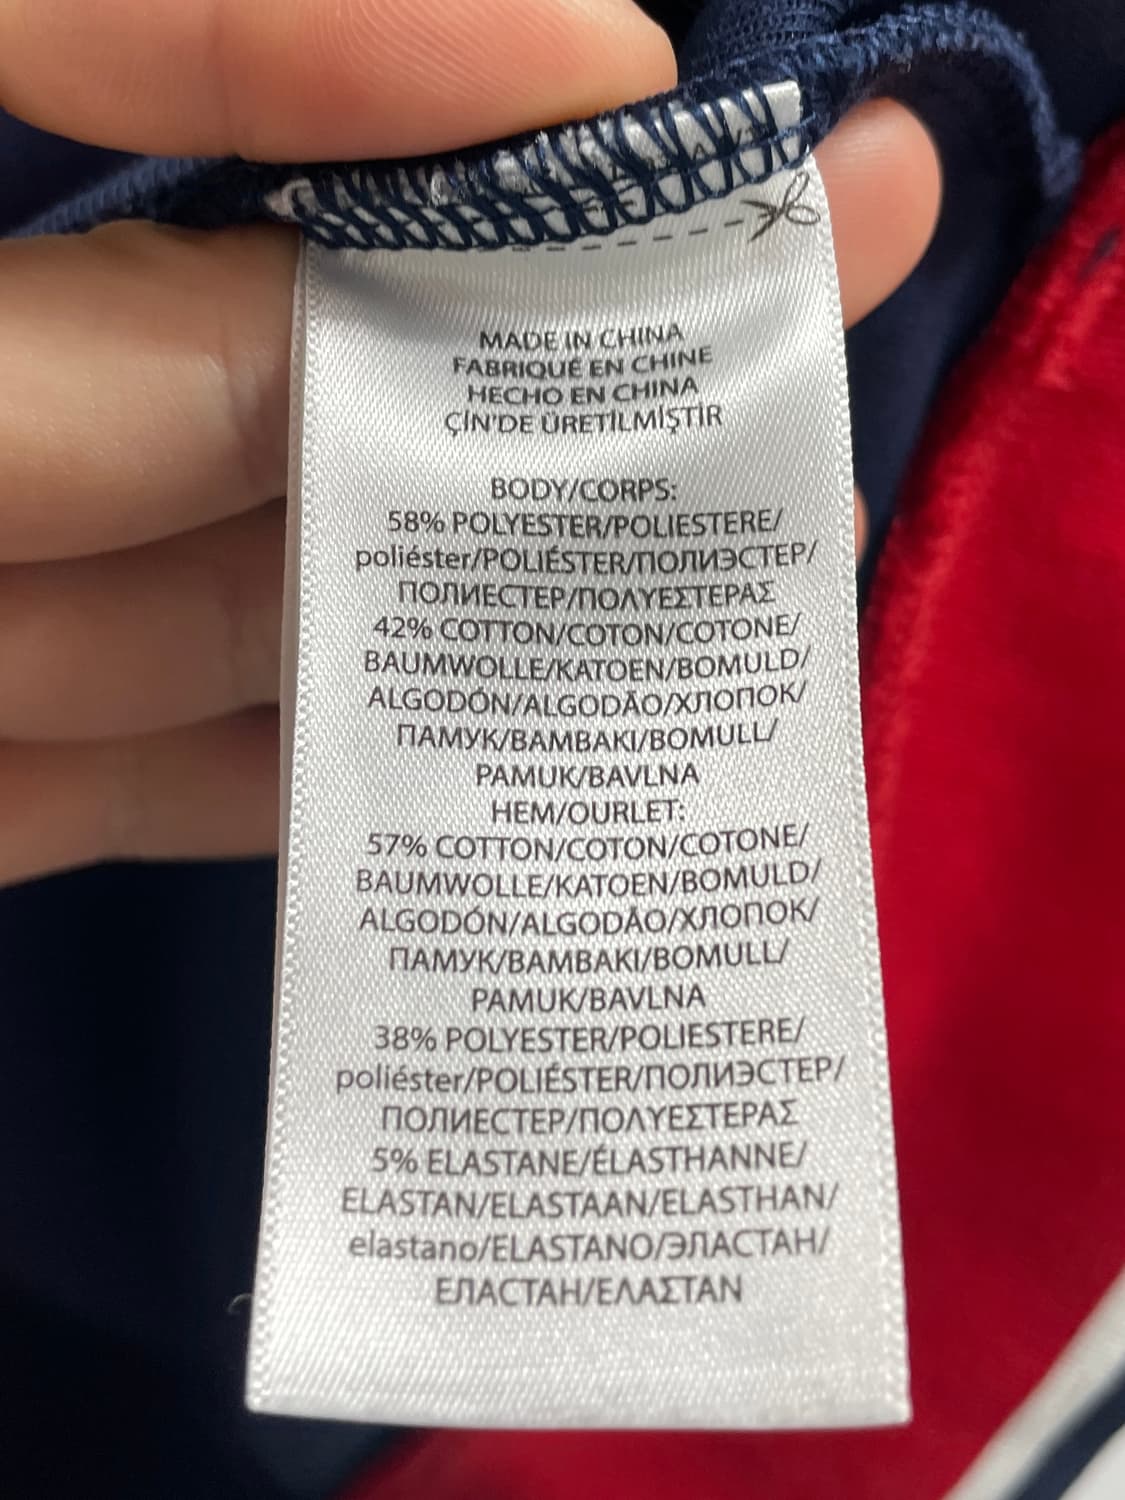 MADE IN CHINA
FABRIQUÉ EN CHINE
HECHO EN CHINA
ÇİN'DE ÜRETİLMİŞTİR
BODY/CORPS:
58% POLYESTER/POLIESTERE/
poliéster/POLIÉSTER/ПОЛИЭСТЕР/
ПОЛИЕСТЕР/ΠΟΛΥΕΣΤΕΡΑΣ
42% COTTON/COTON/COTONE/
BAUMWOLLE/KATOEN/BOMULD/
ALGODÓN/ALGODÃO/ХЛОПОК/
ПАМУК/BAMBAKI/BOMULL/
PAMUK/BAVLNA
HEM/OURLET:
57% COTTON/COTON/COTONE/
BAUMWOLLE/KATOEN/BOMULD/
ALGODÓN/ALGODÃO/ХЛОПОК/
ПАМУК/BAMBAKI/BOMULL/
PAMUK/BAVLNA
38% POLYESTER/POLIESTERE/
poliéster/POLIÉSTER/ПОЛИЭСТЕР/
ПОЛИЕСТЕР/ΠΟΛΥΕΣΤΕΡΑΣ
5% ELASTANE/ÉLASTHANNE/
ELASTAN/ELASTAAN/ELASTHAN/
elastano/ELASTANO/ЭЛАСТАН/
ЕЛАСТАН/ΕΛΑΣΤΑΝ